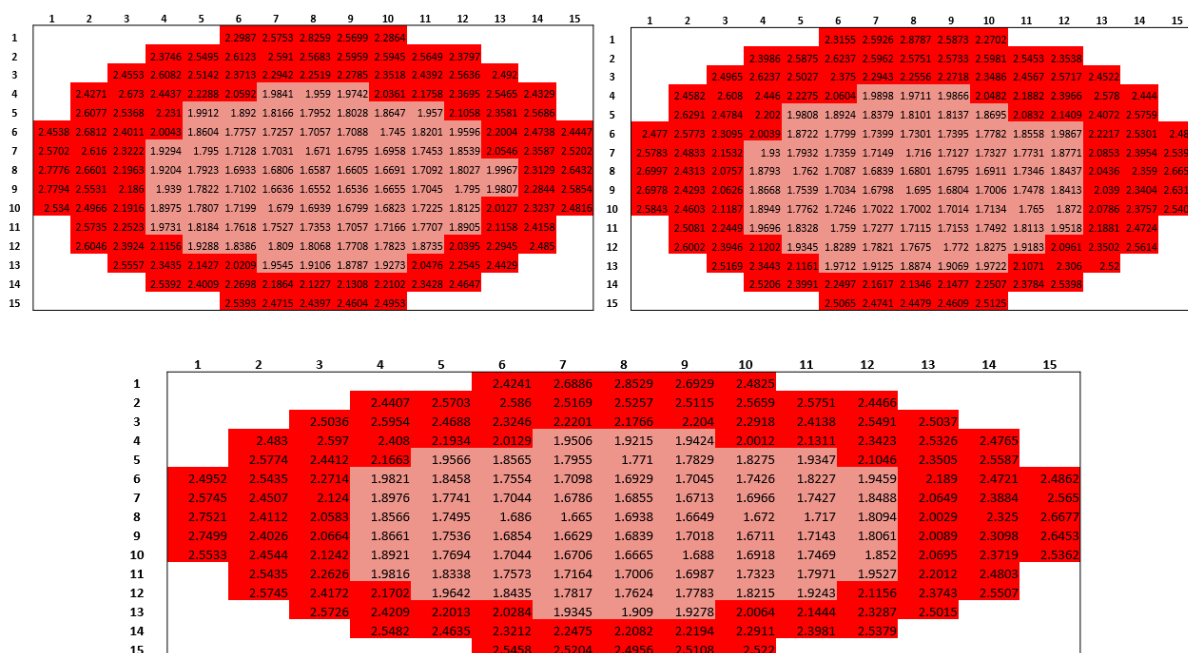 1 2 3 4 5 6 7 8 9 10 11 12 13 14 15
1 2.2987 2.5753 2.8259 2.5699 2.2864
2 2.3746 2.5495 2.6123 2.591 2.5683 2.5959 2.5945 2.5649 2.3797
3 2.4553 2.6082 2.5142 2.3713 2.2942 2.2519 2.2785 2.3518 2.4392 2.5636 2.492
4 2.4271 2.673 2.4437 2.2288 2.0592 1.9841 1.959 1.9742 2.0361 2.1758 2.3695 2.5465 2.4329
5 2.6077 2.5368 2.231 1.9912 1.892 1.8166 1.7952 1.8028 1.8647 1.957 2.1058 2.3581 2.5686
6 2.4538 2.6812 2.4011 2.0043 1.8604 1.7757 1.7257 1.7057 1.7088 1.745 1.8201 1.9596 2.2004 2.4738 2.4447
7 2.5702 2.616 2.3222 1.9294 1.795 1.7128 1.7031 1.671 1.6795 1.6958 1.7453 1.8539 2.0546 2.3587 2.5202
8 2.7776 2.6601 2.1963 1.9204 1.7923 1.6933 1.6806 1.6587 1.6605 1.6691 1.7092 1.8027 1.9967 2.3129 2.6432
9 2.7794 2.5531 2.186 1.939 1.7822 1.7102 1.6636 1.6552 1.6536 1.6655 1.7045 1.795 1.9807 2.2844 2.5854
10 2.534 2.4966 2.1916 1.8975 1.7807 1.7199 1.679 1.6939 1.6799 1.6823 1.7225 1.8125 2.0127 2.3237 2.4816
11 2.5735 2.2523 1.9731 1.8184 1.7618 1.7527 1.7353 1.7057 1.7166 1.7707 1.8905 2.1158 2.4158
12 2.6046 2.3924 2.1156 1.9288 1.8386 1.809 1.8068 1.7708 1.7823 1.8735 2.0395 2.2945 2.485
13 2.5557 2.3435 2.1427 2.0209 1.9545 1.9106 1.8787 1.9273 2.0476 2.2545 2.4429
14 2.5392 2.4009 2.2698 2.1864 2.1227 2.1308 2.2102 2.3428 2.4647
15 2.5393 2.4715 2.4397 2.4604 2.4953
1 2 3 4 5 6 7 8 9 10 11 12 13 14 15
1 2.3155 2.5926 2.8787 2.5873 2.2702
2 2.3986 2.5875 2.6237 2.5962 2.5751 2.5733 2.5981 2.5453 2.3538
3 2.4965 2.6237 2.5027 2.375 2.2943 2.2556 2.2718 2.3486 2.4567 2.5717 2.4522
4 2.4582 2.608 2.446 2.2275 2.0604 1.9898 1.9711 1.9866 2.0482 2.1882 2.3966 2.578 2.444
5 2.6291 2.4784 2.202 1.9808 1.8924 1.8379 1.8101 1.8137 1.8695 2.0832 2.1409 2.4072 2.5759
6 2.477 2.5773 2.3095 2.0039 1.8722 1.7799 1.7399 1.7301 1.7395 1.7782 1.8558 1.9867 2.2217 2.5301 2.48
7 2.5783 2.4833 2.1532 1.93 1.7932 1.7359 1.7149 1.716 1.7127 1.7327 1.7731 1.8771 2.0853 2.3954 2.539
8 2.6997 2.4313 2.0757 1.8793 1.762 1.7087 1.6839 1.6801 1.6795 1.6911 1.7346 1.8437 2.0436 2.359 2.665
9 2.6978 2.4293 2.0626 1.8668 1.7539 1.7034 1.6798 1.695 1.6804 1.7006 1.7478 1.8413 2.039 2.3404 2.631
10 2.5843 2.4603 2.1187 1.8949 1.7762 1.7246 1.7022 1.7002 1.7014 1.7134 1.765 1.872 2.0786 2.3757 2.540
11 2.5081 2.2449 1.9696 1.8328 1.759 1.7277 1.7115 1.7153 1.7492 1.8113 1.9518 2.1881 2.4724
12 2.6002 2.3946 2.1202 1.9345 1.8289 1.7821 1.7675 1.772 1.8275 1.9183 2.0961 2.3502 2.5614
13 2.5169 2.3443 2.1161 1.9712 1.9125 1.8874 1.9069 1.9722 2.1071 2.306 2.52
14 2.5206 2.3991 2.2497 2.1617 2.1346 2.1477 2.2507 2.3784 2.5398
15 2.5065 2.4741 2.4479 2.4609 2.5125
1 2 3 4 5 6 7 8 9 10 11 12 13 14 15
1 2.4241 2.6886 2.8529 2.6929 2.4825
2 2.4407 2.5703 2.586 2.5169 2.5257 2.5115 2.5659 2.5751 2.4466
3 2.5036 2.5954 2.4688 2.3246 2.2201 2.1766 2.204 2.2918 2.4138 2.5491 2.5037
4 2.483 2.597 2.408 2.1934 2.0129 1.9506 1.9215 1.9424 2.0012 2.1311 2.3423 2.5326 2.4765
5 2.5774 2.4412 2.1663 1.9566 1.8565 1.7955 1.771 1.7829 1.8275 1.9347 2.1046 2.3505 2.5587
6 2.4952 2.5435 2.2714 1.9821 1.8458 1.7554 1.7098 1.6929 1.7045 1.7426 1.8227 1.9459 2.189 2.4721 2.4862
7 2.5745 2.4507 2.124 1.8976 1.7741 1.7044 1.6786 1.6855 1.6713 1.6966 1.7427 1.8488 2.0649 2.3884 2.565
8 2.7521 2.4112 2.0583 1.8566 1.7495 1.686 1.665 1.6938 1.6649 1.672 1.717 1.8094 2.0029 2.325 2.6677
9 2.7499 2.4026 2.0664 1.8661 1.7536 1.6854 1.6629 1.6839 1.7018 1.6711 1.7143 1.8061 2.0089 2.3098 2.6453
10 2.5533 2.4544 2.1242 1.8921 1.7694 1.7044 1.6706 1.6665 1.688 1.6918 1.7469 1.852 2.0695 2.3719 2.5362
11 2.5435 2.2626 1.9816 1.8338 1.7573 1.7164 1.7006 1.6987 1.7323 1.7971 1.9527 2.2012 2.4803
12 2.5745 2.4172 2.1702 1.9642 1.8435 1.7817 1.7624 1.7783 1.8215 1.9243 2.1156 2.3743 2.5507
13 2.5726 2.4209 2.2013 2.0284 1.9345 1.909 1.9278 2.0064 2.1444 2.3287 2.5015
14 2.5482 2.4635 2.3212 2.2475 2.2082 2.2194 2.2911 2.3981 2.5379
15 2.5458 2.5204 2.4956 2.5108 2.522